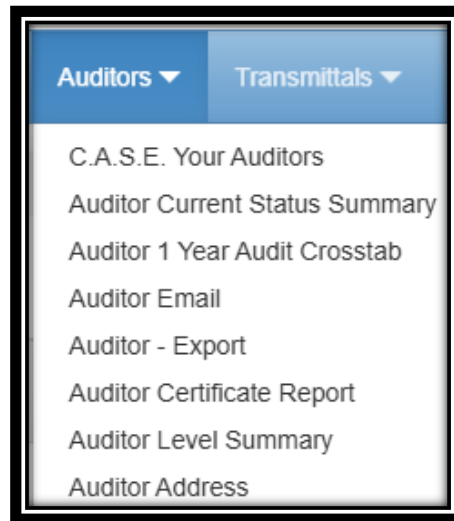 Auditors Transmittals
C.A.S.E. Your Auditors
Auditor Current Status Summary
Auditor 1 Year Audit Crosstab
Auditor Email
Auditor - Export
Auditor Certificate Report
Auditor Level Summary
Auditor Address